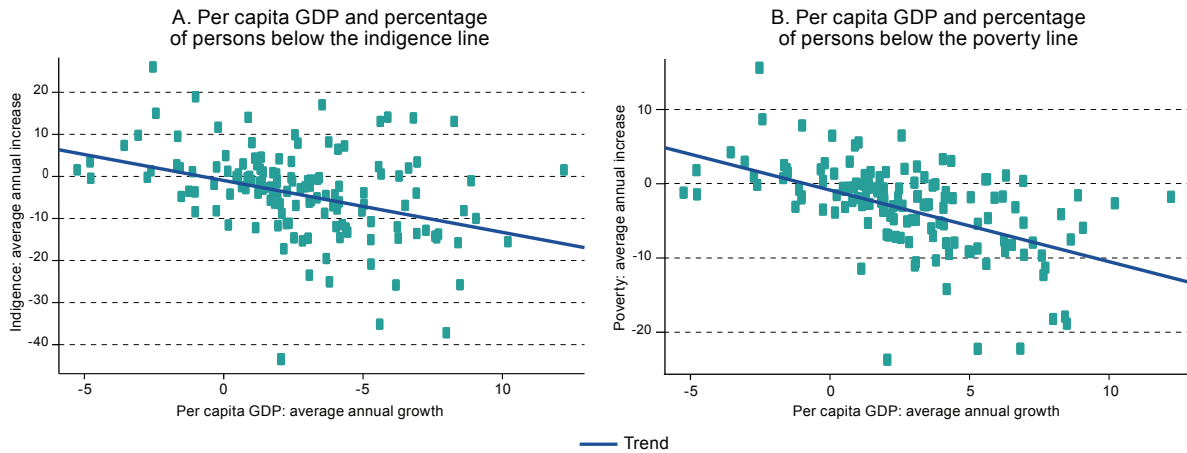 A. Per capita GDP and percentage
of persons below the indigence line
Indigence: average annual increase
20
10
0
-10
-20
-30
-40
-5
0
-5
10
Per capita GDP: average annual growth
B. Per capita GDP and percentage
of persons below the poverty line
Poverty: average annual increase
10
0
-10
-20
-5
0
5
10
Per capita GDP: average annual growth
Trend